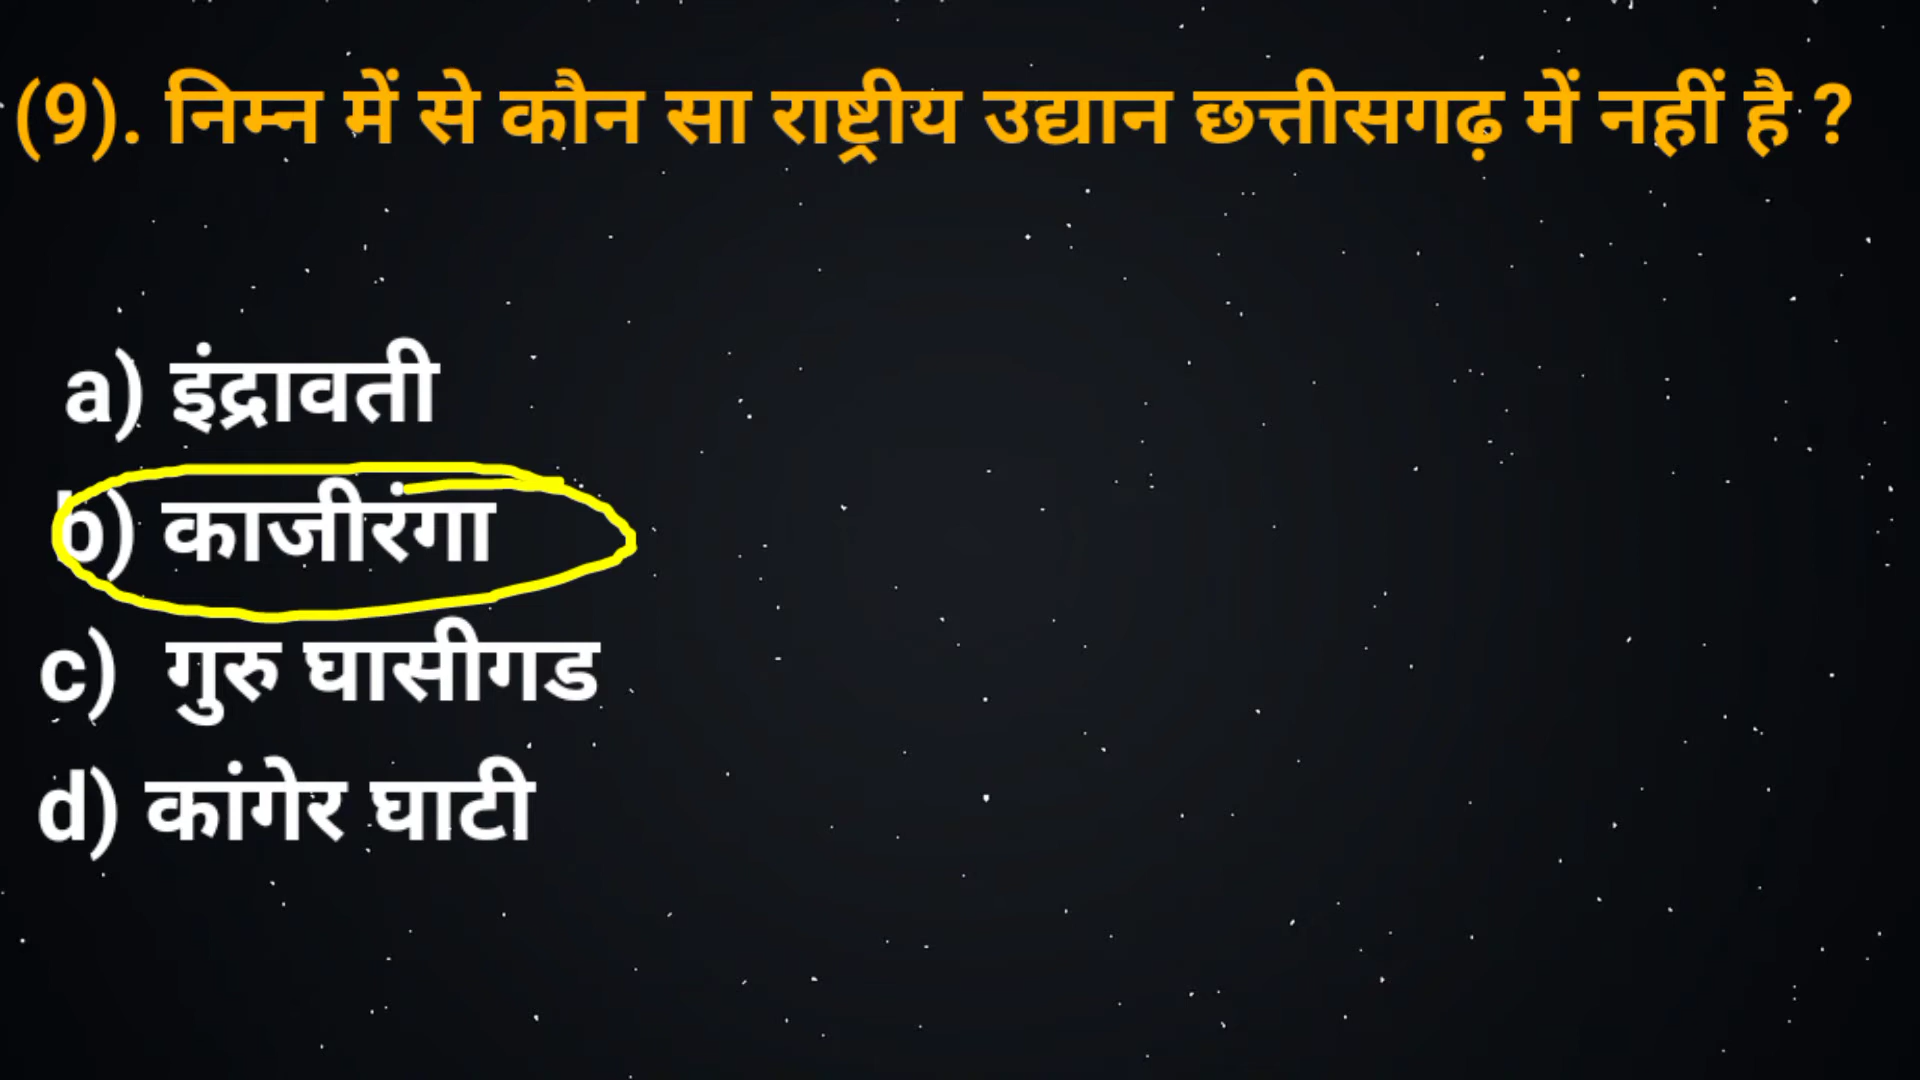 (9). निम्न में से कौन सा राष्ट्रीय उद्यान छत्तीसगढ़ में नहीं है ?
a) इंद्रावती
b) काजीरंगा
c) गुरु घासीगड
d) कांगेर घाटी